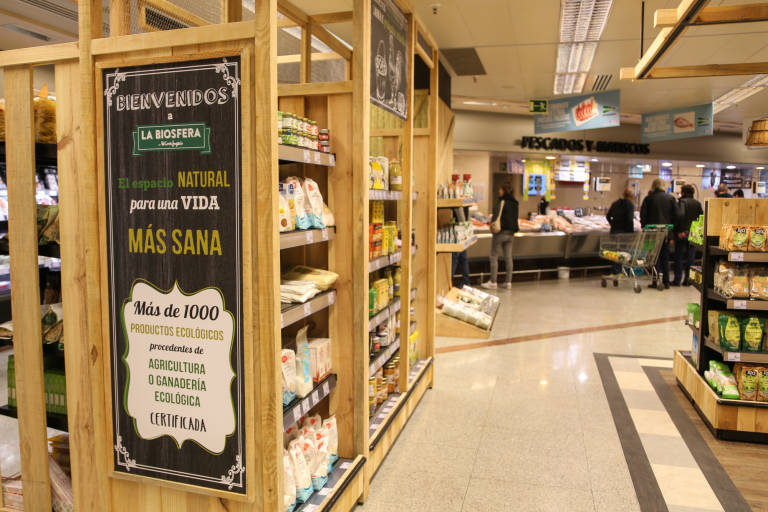 BIENVENIDOS
a
LA BIOSFERA
El espacio NATURAL
para una VIDA
MÁS SANA
Más de 1000
PRODUCTOS ECOLÓGICOS
procedentes de
AGRICULTURA
O GANADERÍA
ECOLÓGICA
CERTIFICADA
PESCADOS Y MARISCOS